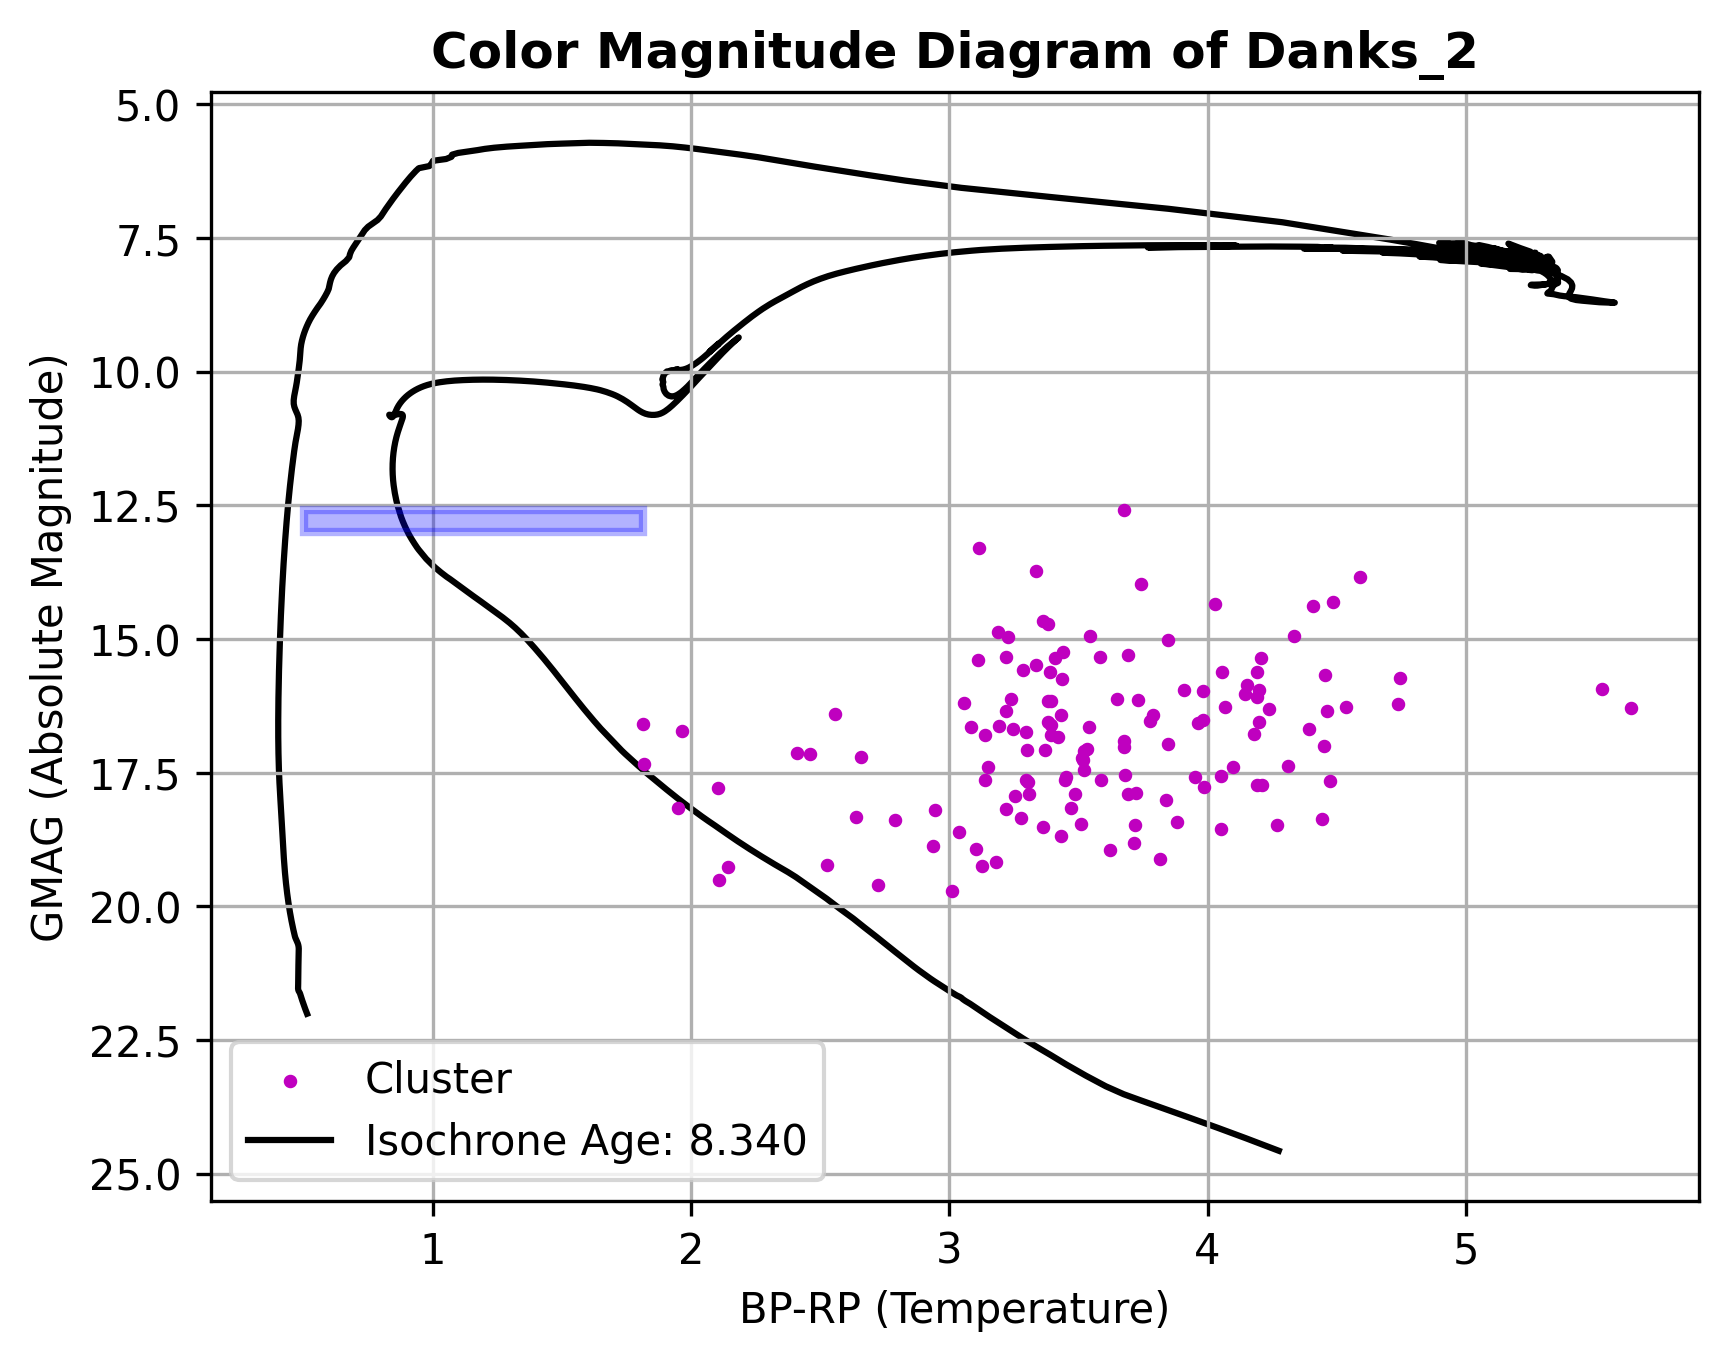 Color Magnitude Diagram of Danks_2
GMAG (Absolute Magnitude)
5.0
7.5
10.0
12.5
15.0
17.5
20.0
22.5
25.0
Cluster
Isochrone Age: 8.340
1 2 3 4 5
BP-RP (Temperature)